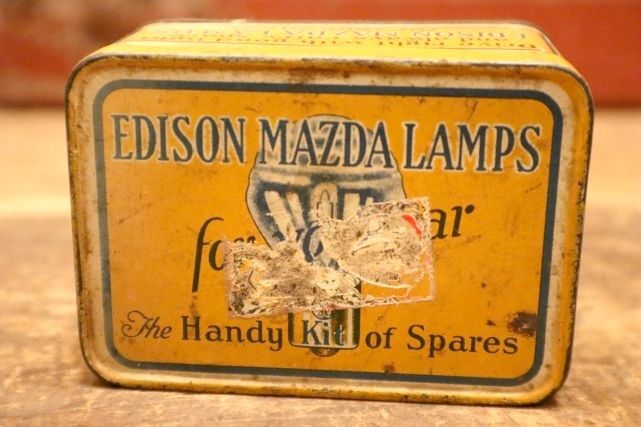 EDISON MAZDA LAMPS
for
The Handy Kit of Spares